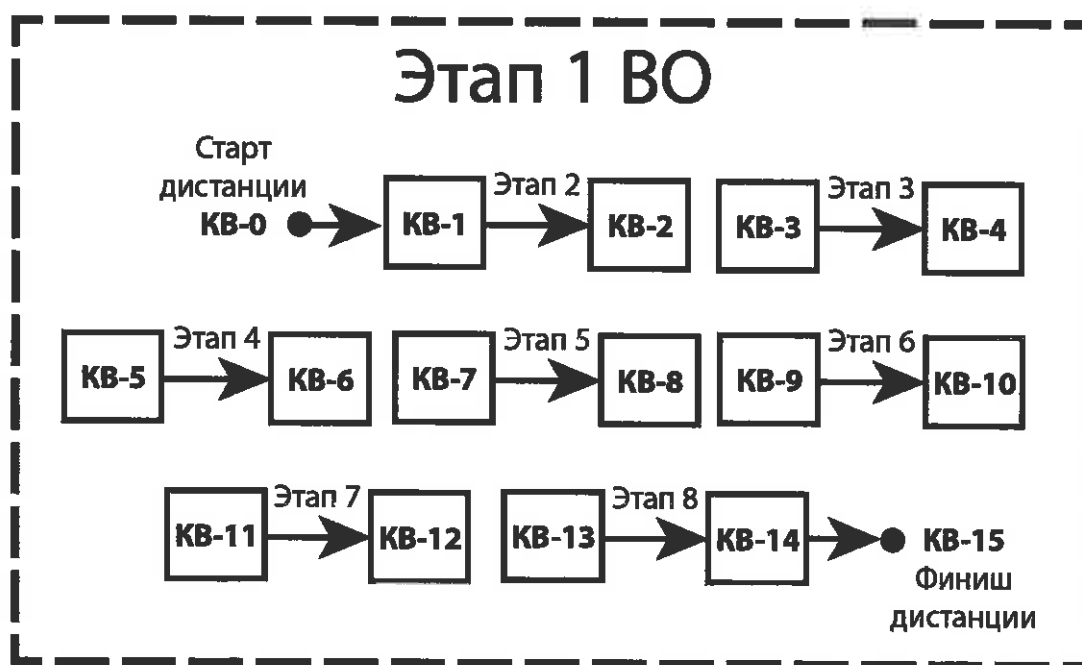 Этап 1 ВО
Старт
дистанции
КВ-0
КВ-1
Этап 2
КВ-2
КВ-3
Этап 3
КВ-4
КВ-5
Этап 4
КВ-6
КВ-7
Этап 5
КВ-8
КВ-9
Этап 6
КВ-10
КВ-11
Этап 7
КВ-12
КВ-13
Этап 8
КВ-14
КВ-15
Финиш
дистанции